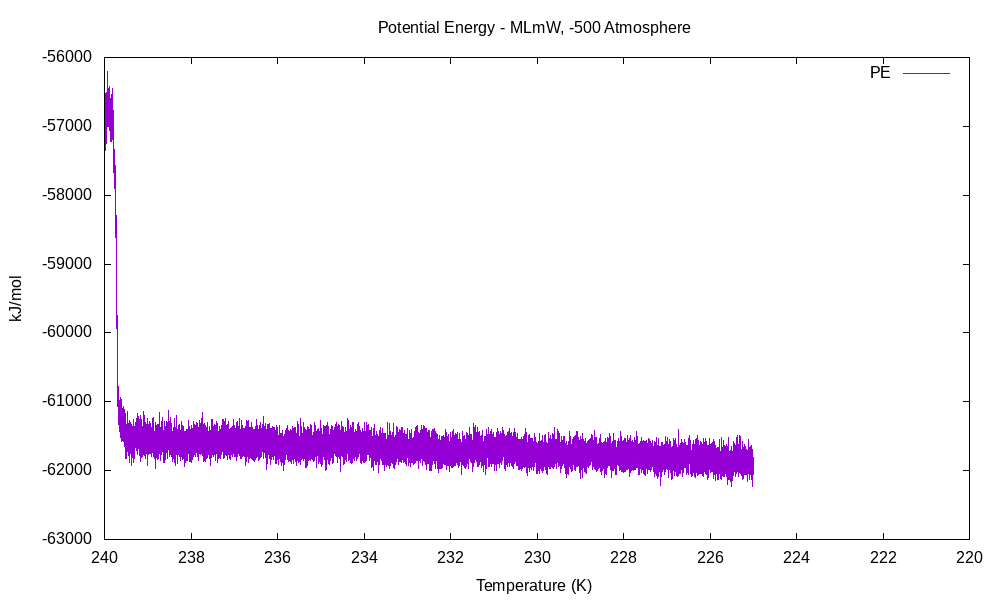 Potential Energy - MLmW, -500 Atmosphere
-56000
PE
-57000
-58000
-59000
kJ/mol
-60000
-61000
-62000
-63000
240 238 236 234 232 230 228 226 224 222 220
Temperature (K)